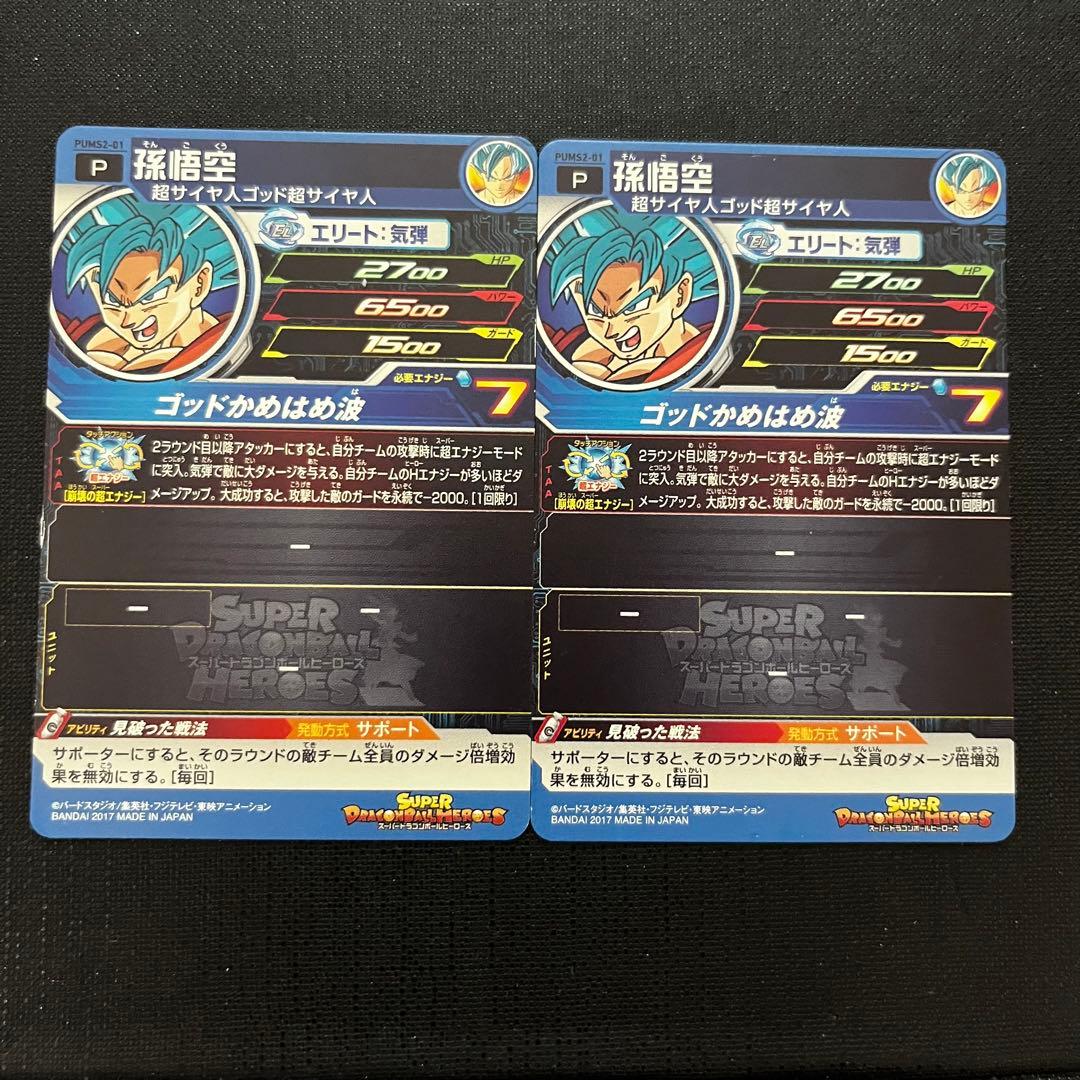 PUMS2-01
P
孫悟空
そんごくう
超サイヤ人ゴッド超サイヤ人
EL エリート:気弾
2700 HP
6500 パワー
1500 ガード
必要エナジー 7
ゴッドかめはめ波
は
TAP
タッチアクション
超エナジー
[崩壊の超エナジー]
2ラウンド目以降アタッカーにすると、自分チームの攻撃時に超エナジーモード
に突入。気弾で敵に大ダメージを与える。自分チームのHエナジーが多いほどダ
メージアップ。大成功すると、攻撃した敵のガードを永続で-2000。[1回限り]
-
- -
-
ユニット
SUPER
DRAGONBALL
スーパードラゴンボールヒーローズ
HEROES
アビリティ 見破った戦法 発動方式 サポート
サポーターにすると、そのラウンドの敵チーム全員のダメージ倍増効
果を無効にする。[毎回]
©バードスタジオ/集英社・フジテレビ・東映アニメーション
BANDAI 2017 MADE IN JAPAN
SUPER
DRAGONBALL HEROES
スーパードラゴンボールヒーローズ
PUMS2-01
P
孫悟空
そんごくう
超サイヤ人ゴッド超サイヤ人
EL エリート:気弾
2700 HP
6500 パワー
1500 ガード
必要エナジー 7
ゴッドかめはめ波
は
TAP
タッチアクション
超エナジー
[崩壊の超エナジー]
2ラウンド目以降アタッカーにすると、自分チームの攻撃時に超エナジーモード
に突入。気弾で敵に大ダメージを与える。自分チームのHエナジーが多いほどダ
メージアップ。大成功すると、攻撃した敵のガードを永続で-2000。[1回限り]
-
- -
-
ユニット
SUPER
DRAGONBALL
スーパードラゴンボールヒーローズ
HEROES
アビリティ 見破った戦法 発動方式 サポート
サポーターにすると、そのラウンドの敵チーム全員のダメージ倍増効
果を無効にする。[毎回]
©バードスタジオ/集英社・フジテレビ・東映アニメーション
BANDAI 2017 MADE IN JAPAN
SUPER
DRAGONBALL HEROES
スーパードラゴンボールヒーローズ